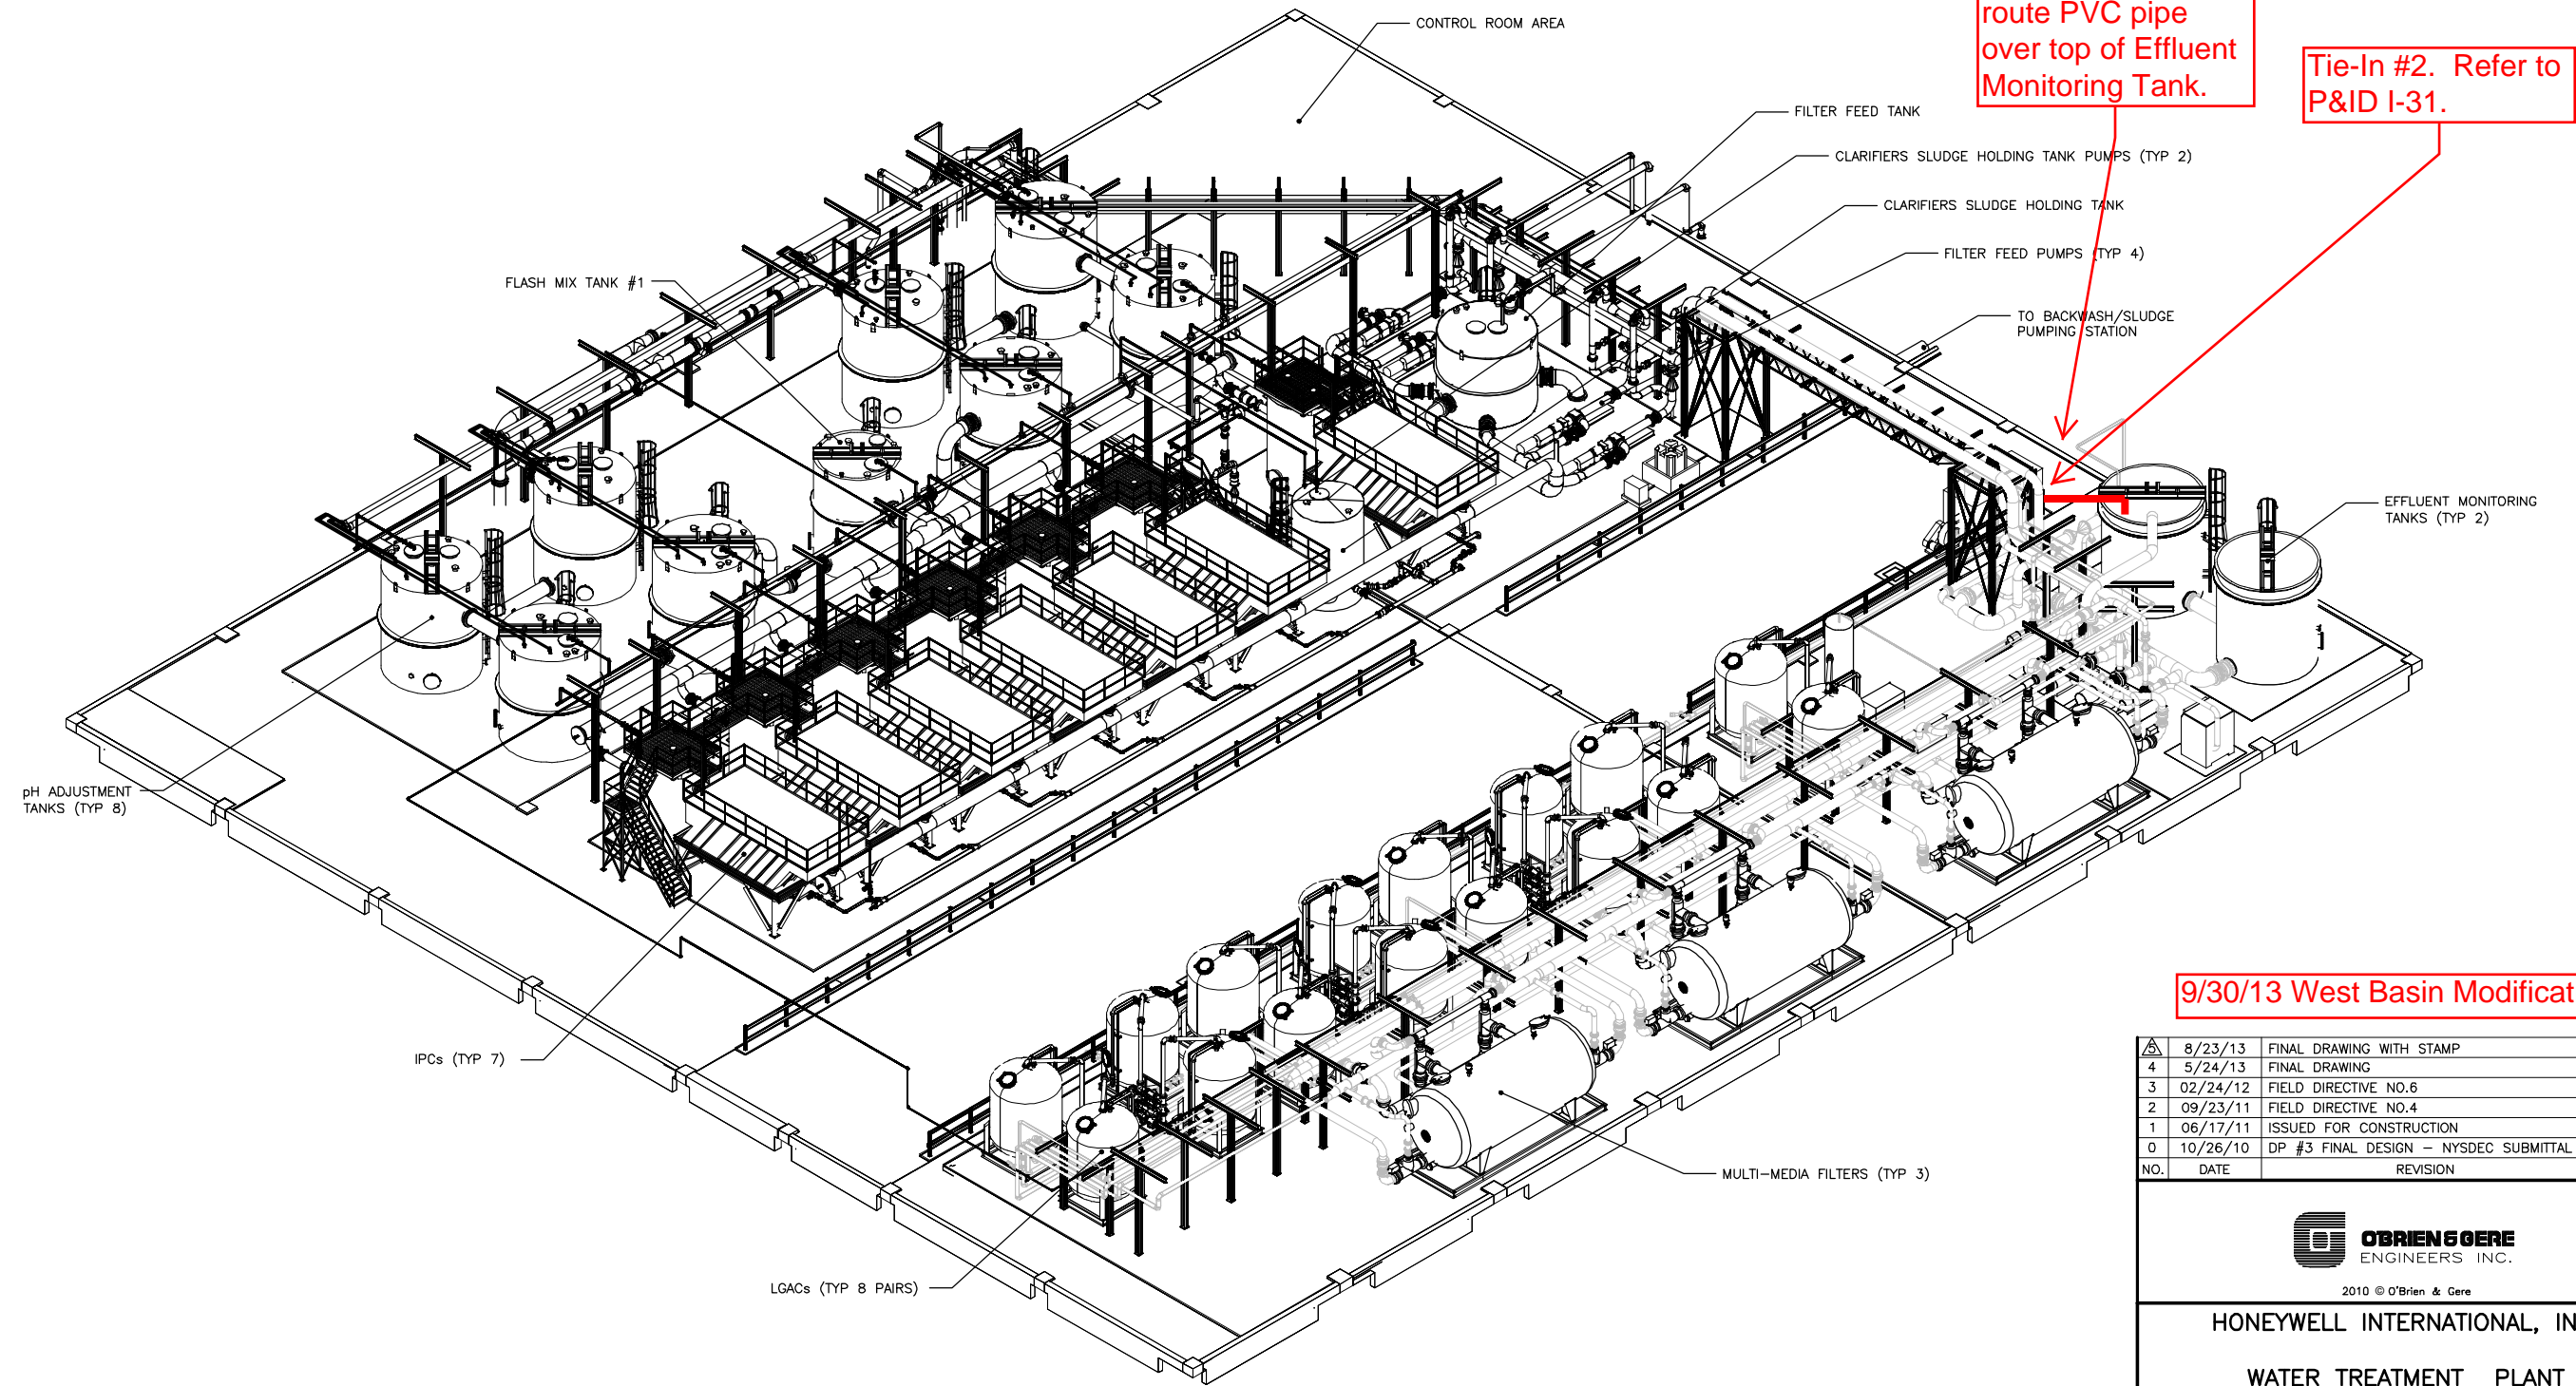 CONTROL ROOM AREA
route PVC pipe
over top of Effluent
Monitoring Tank.
Tie-In #2. Refer to
P&ID I-31.
FILTER FEED TANK
CLARIFIERS SLUDGE HOLDING TANK PUMPS (TYP 2)
CLARIFIERS SLUDGE HOLDING TANK
FILTER FEED PUMPS (TYP 4)
FLASH MIX TANK #1
TO BACKWASH/SLUDGE
PUMPING STATION
EFFLUENT MONITORING
TANKS (TYP 2)
pH ADJUSTMENT
TANKS (TYP 8)
IPCs (TYP 7)
MULTI-MEDIA FILTERS (TYP 3)
LGACs (TYP 8 PAIRS)
9/30/13 West Basin Modificat
5 8/23/13 FINAL DRAWING WITH STAMP
4 5/24/13 FINAL DRAWING
3 02/24/12 FIELD DIRECTIVE NO.6
2 09/23/11 FIELD DIRECTIVE NO.4
1 06/17/11 ISSUED FOR CONSTRUCTION
0 10/26/10 DP #3 FINAL DESIGN – NYSDEC SUBMITTAL
NO. DATE REVISION
O'BRIEN & GERE
ENGINEERS INC.
2010 © O'Brien & Gere
HONEYWELL INTERNATIONAL, IN
WATER TREATMENT PLANT